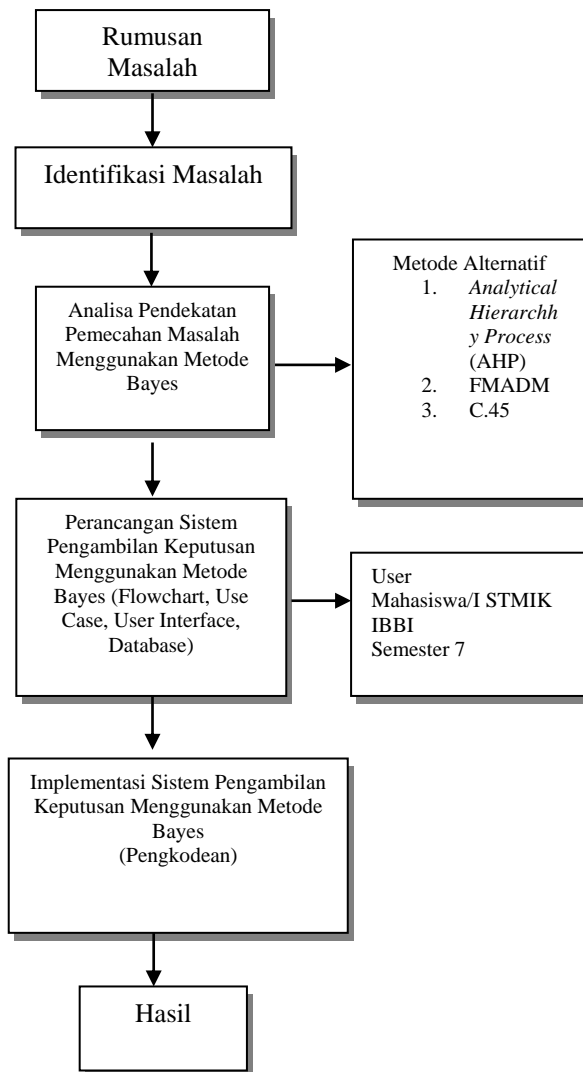 Rumusan
Masalah
Identifikasi Masalah
Analisa Pendekatan
Pemecahan Masalah
Menggunakan Metode
Bayes
Metode Alternatif
1. Analytical
Hierarchh
y Process
(AHP)
2. FMADM
3. C.45
Perancangan Sistem
Pengambilan Keputusan
Menggunakan Metode
Bayes (Flowchart, Use
Case, User Interface,
Database)
User
Mahasiswa/I STMIK
IBBI
Semester 7
Implementasi Sistem Pengambilan
Keputusan Menggunakan Metode
Bayes
(Pengkodean)
Hasil